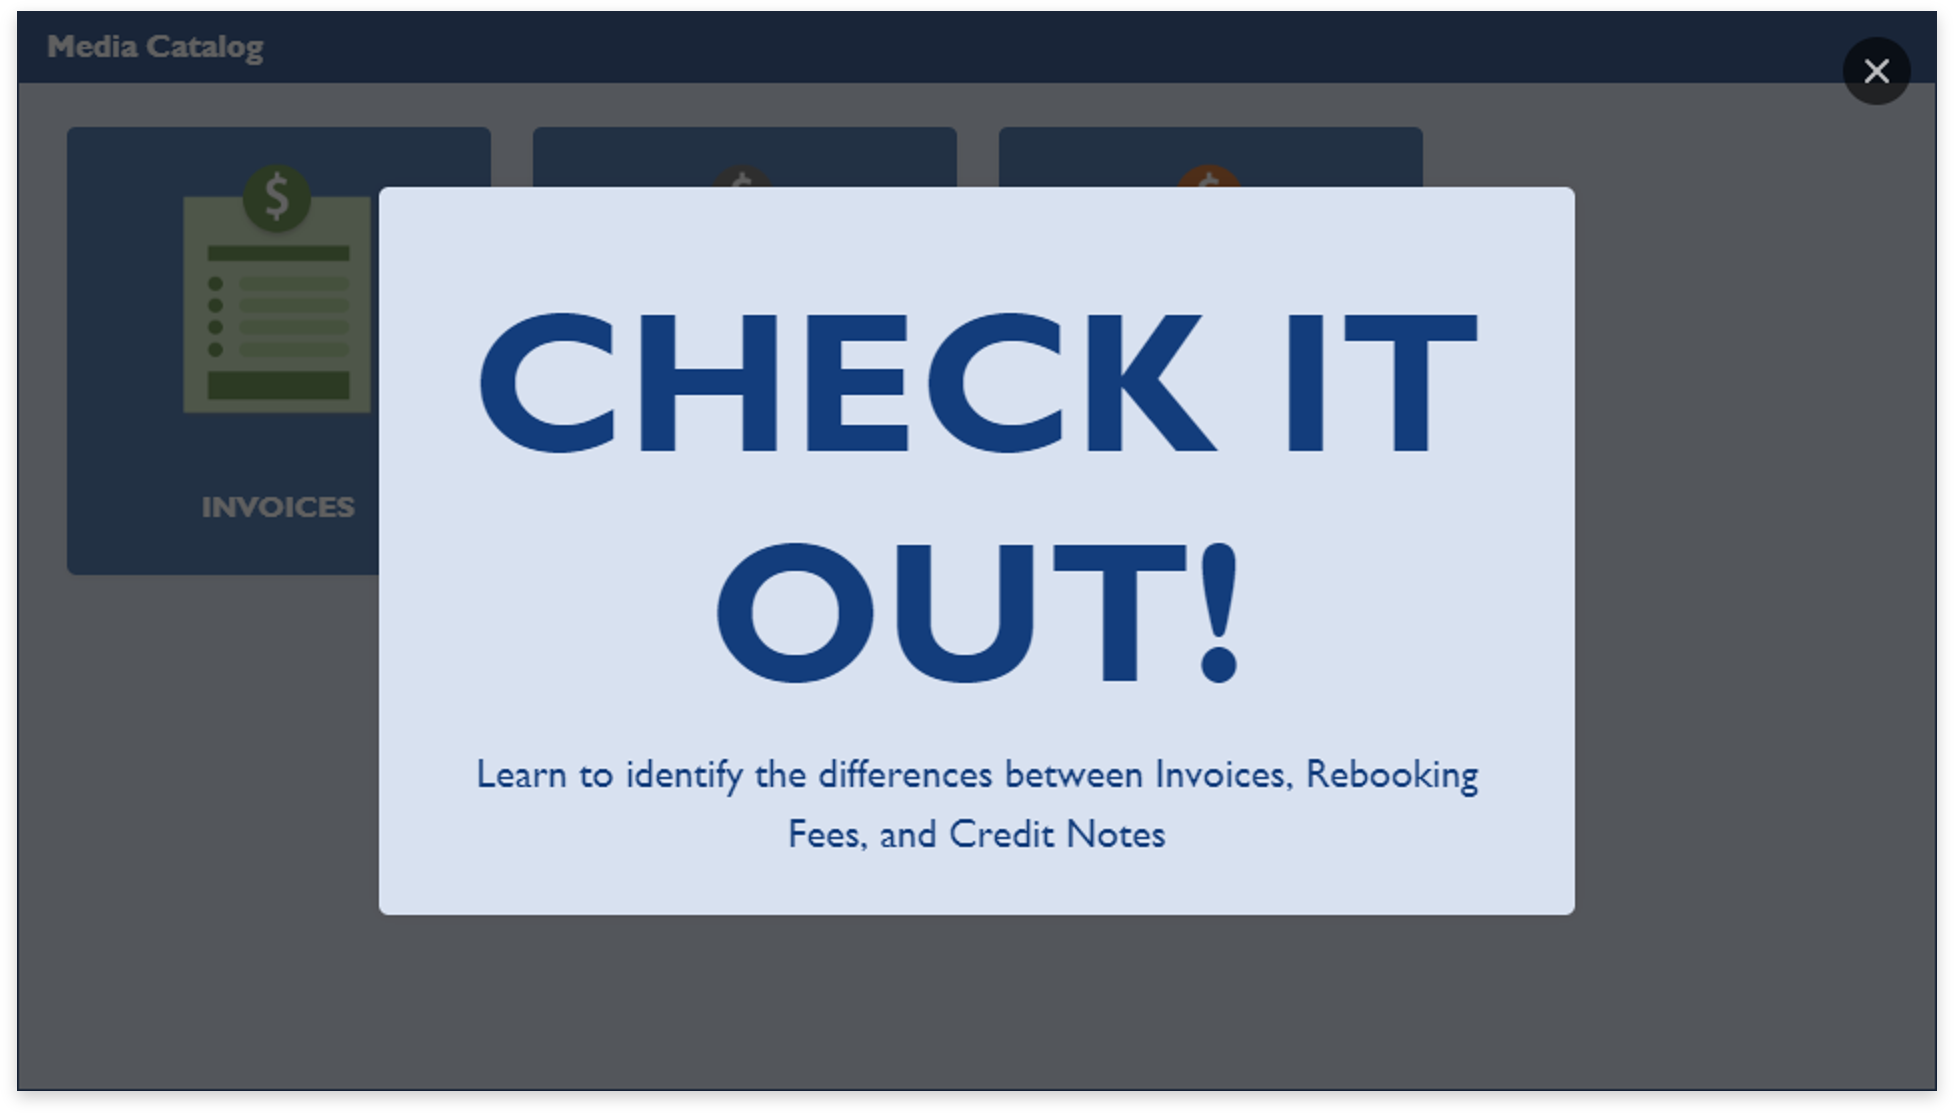 Media Catalog
$
$
$
INVOICES
CHECK IT
OUT!
Learn to identify the differences between Invoices, Rebooking
Fees, and Credit Notes